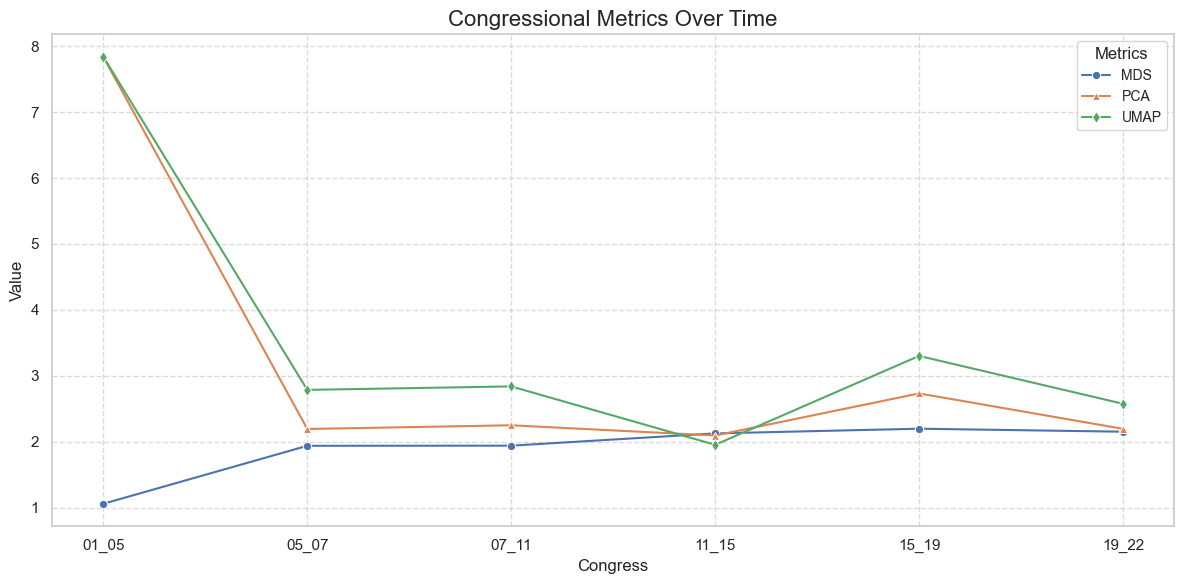 Congressional Metrics Over Time
Metrics
MDS
PCA
UMAP
Value
8
7
6
5
4
3
2
1
01_05
05_07
07_11
11_15
15_19
19_22
Congress